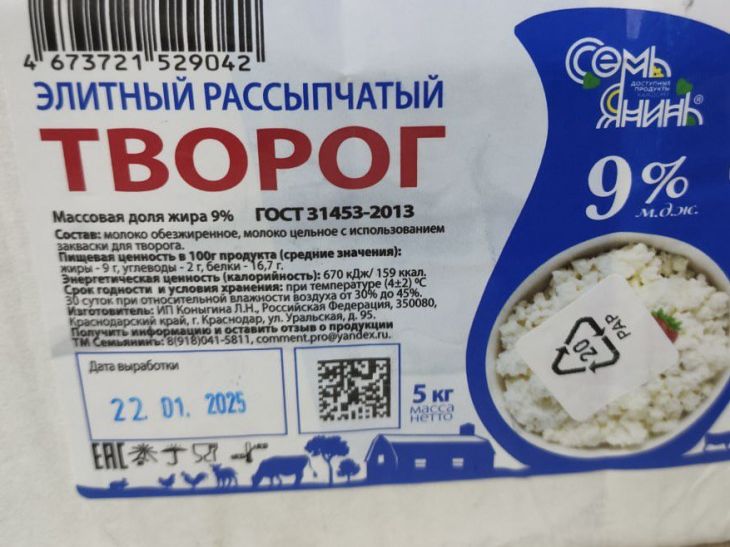 4 673721 529042
ЭЛИТНЫЙ РАССЫПЧАТЫЙ
ТВОРОГ
Массовая доля жира 9% ГОСТ 31453-2013
Состав: молоко обезжиренное, молоко цельное с использованием
закваски для творога.
Пищевая ценность в 100г продукта (средние значения):
жиры - 9 г, углеводы - 2 г, белки - 16,7 г.
Энергетическая ценность (калорийность): 670 кДж/ 159 ккал.
Срок годности и условия хранения: при температуре (4±2) °С
30 суток при относительной влажности воздуха от 30% до 45%.
Изготовитель: ИП Коныгина Л.Н., Российская Федерация, 350080,
Краснодарский край, г. Краснодар, ул. Уральская, д. 95.
Получить информацию и оставить отзыв о продукции
ТМ Семьянинъ: 8(918)041-5811, comment.pro@yandex.ru.
Дата выработки
22. 01. 2025
5 кг
масса
нетто
EAC
Семь
ДОСТУПНЫЕ
ПРОДУКТЫ
Янинъ®
9%
м.д.ж.
20
PAP